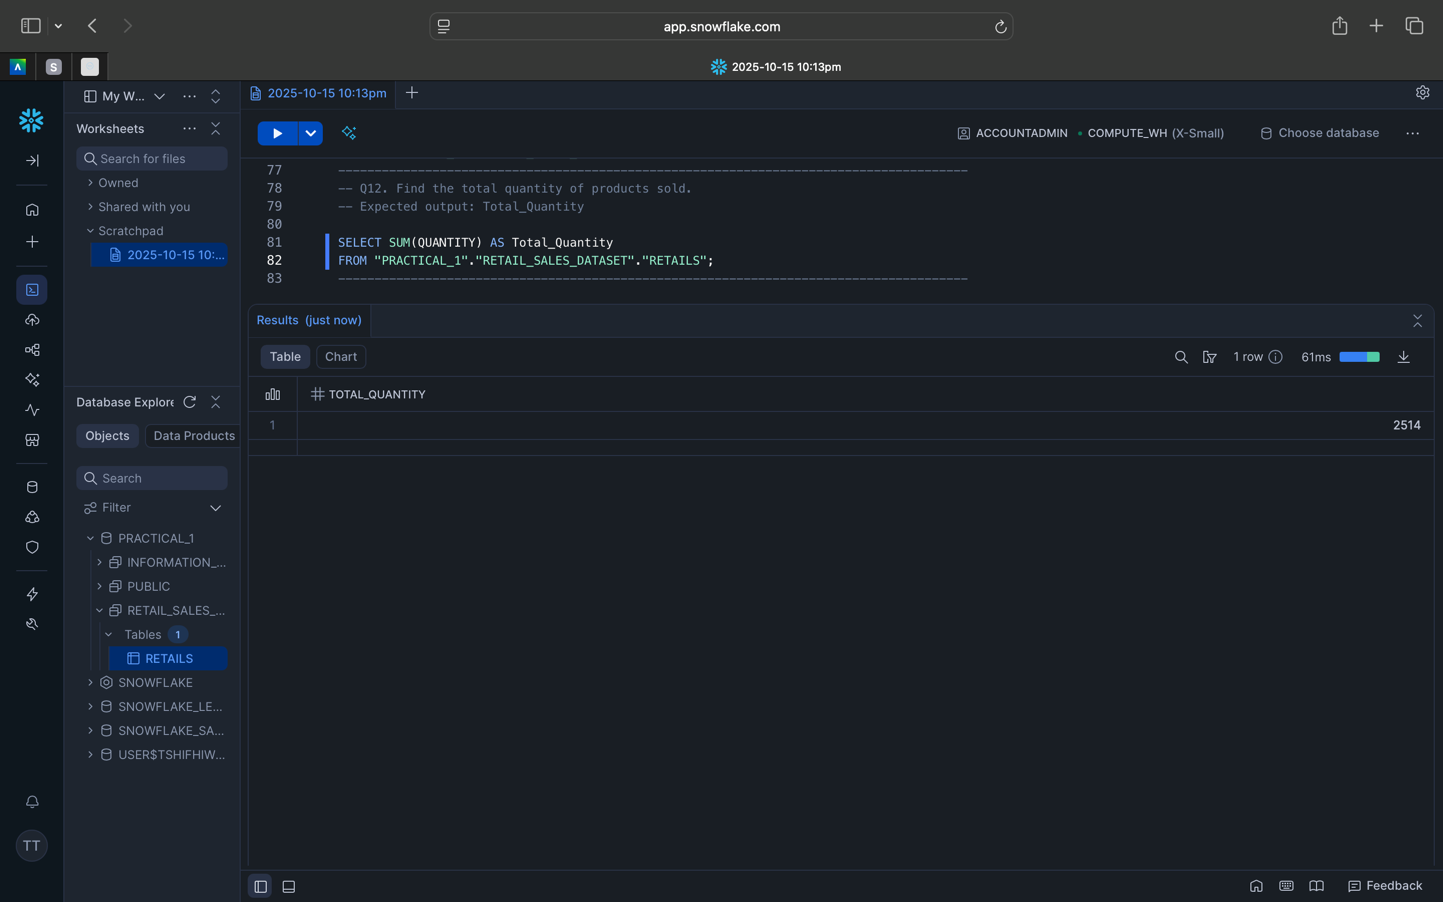 app.snowflake.com
S
2025-10-15 10:13pm
My W...
2025-10-15 10:13pm
Worksheets
Search for files
Owned
Shared with you
Scratchpad
2025-10-15 10:...
ACCOUNTADMIN
COMPUTE_WH (X-Small)
Choose database
77 --------------------------------------------------------------------------------
78 -- Q12. Find the total quantity of products sold.
79 -- Expected output: Total_Quantity
80
81 SELECT SUM(QUANTITY) AS Total_Quantity
82 FROM "PRACTICAL_1"."RETAIL_SALES_DATASET"."RETAILS";
83 --------------------------------------------------------------------------------
Results (just now)
Table
Chart
1 row
61ms
TOTAL_QUANTITY
1 2514
Database Explore
Objects
Data Products
Search
Filter
PRACTICAL_1
INFORMATION_...
PUBLIC
RETAIL_SALES_...
Tables 1
RETAILS
SNOWFLAKE
SNOWFLAKE_LE...
SNOWFLAKE_SA...
USER$TSHIFHIW...
TT
Feedback